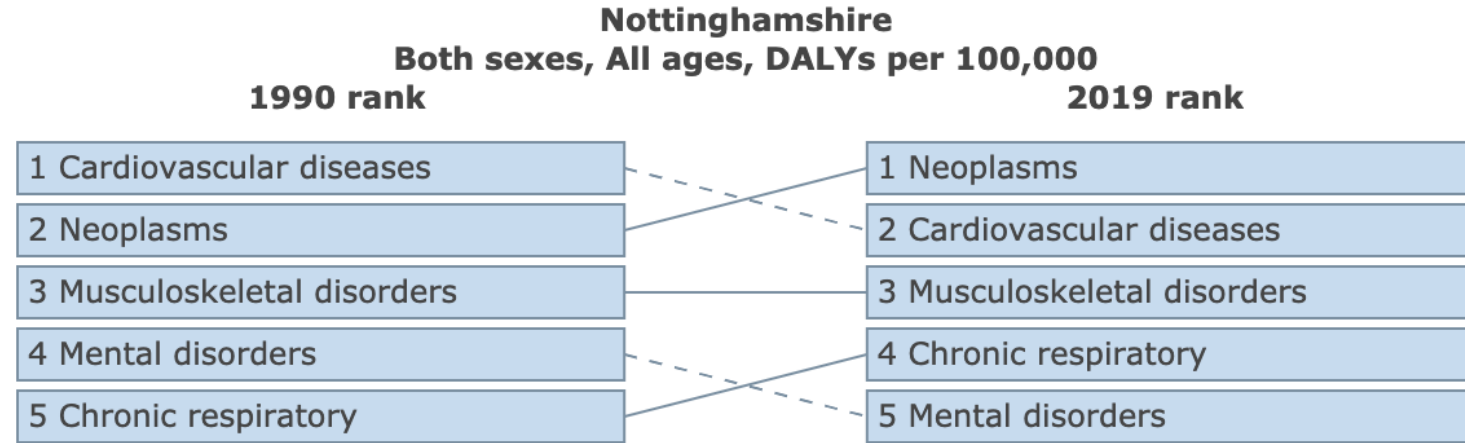 Nottinghamshire
Both sexes, All ages, DALYs per 100,000
1990 rank
2019 rank
1 Cardiovascular diseases
1 Neoplasms
2 Neoplasms
2 Cardiovascular diseases
3 Musculoskeletal disorders
3 Musculoskeletal disorders
4 Mental disorders
4 Chronic respiratory
5 Chronic respiratory
5 Mental disorders